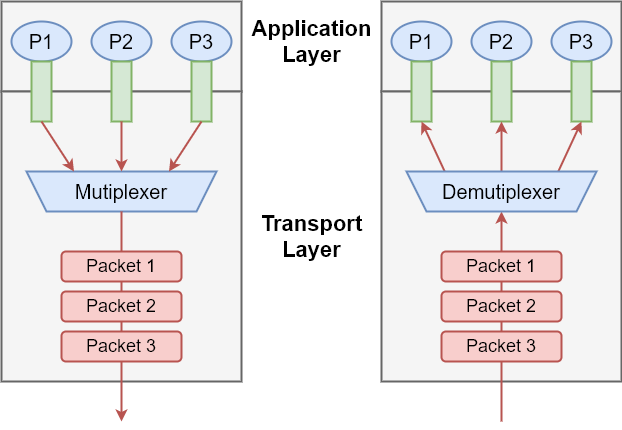 P1
P2
P3
Application
Layer
P1
P2
P3
Mutiplexer
Demutiplexer
Transport
Layer
Packet 1
Packet 2
Packet 3
Packet 1
Packet 2
Packet 3